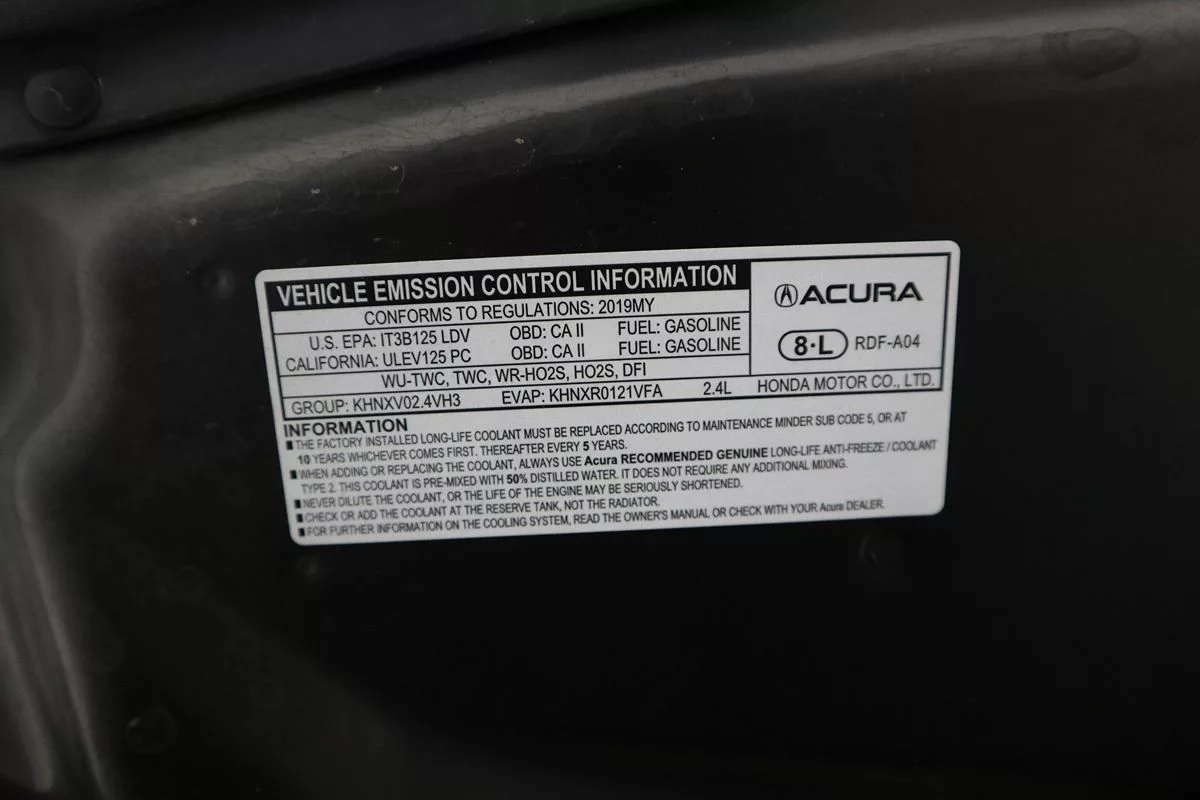 VEHICLE EMISSION CONTROL INFORMATION
CONFORMS TO REGULATIONS: 2019MY
U.S. EPA: IT3B125 LDV OBD: CA II FUEL: GASOLINE
CALIFORNIA: ULEV125 PC OBD: CA II FUEL: GASOLINE
WU-TWC, TWC, WR-HO2S, HO2S, DFI
GROUP: KHNXV02.4VH3 EVAP: KHNXR0121VFA 2.4L
ACURA
8·L RDF-A04
HONDA MOTOR CO., LTD.
INFORMATION
■THE FACTORY INSTALLED LONG-LIFE COOLANT MUST BE REPLACED ACCORDING TO MAINTENANCE MINDER SUB CODE 5, OR AT
10 YEARS WHICHEVER COMES FIRST. THEREAFTER EVERY 5 YEARS.
■WHEN ADDING OR REPLACING THE COOLANT, ALWAYS USE Acura RECOMMENDED GENUINE LONG-LIFE ANTI-FREEZE / COOLANT
TYPE 2. THIS COOLANT IS PRE-MIXED WITH 50% DISTILLED WATER. IT DOES NOT REQUIRE ANY ADDITIONAL MIXING.
■NEVER DILUTE THE COOLANT, OR THE LIFE OF THE ENGINE MAY BE SERIOUSLY SHORTENED.
■CHECK OR ADD THE COOLANT AT THE RESERVE TANK, NOT THE RADIATOR.
■FOR FURTHER INFORMATION ON THE COOLING SYSTEM, READ THE OWNER'S MANUAL OR CHECK WITH YOUR Acura DEALER.